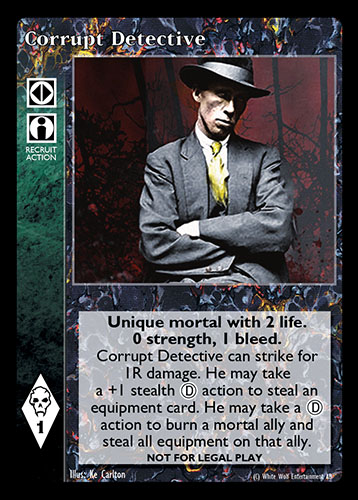 Corrupt Detective
RECRUIT
ACTION
Unique mortal with 2 life.
0 strength, 1 bleed.
Corrupt Detective can strike for
1R damage. He may take
a +1 stealth Ⓓ action to steal an
equipment card. He may take a Ⓓ
action to burn a mortal ally and
steal all equipment on that ally.
NOT FOR LEGAL PLAY
1
Illus: Ke Carlton
(C) White Wolf Entertainment AB